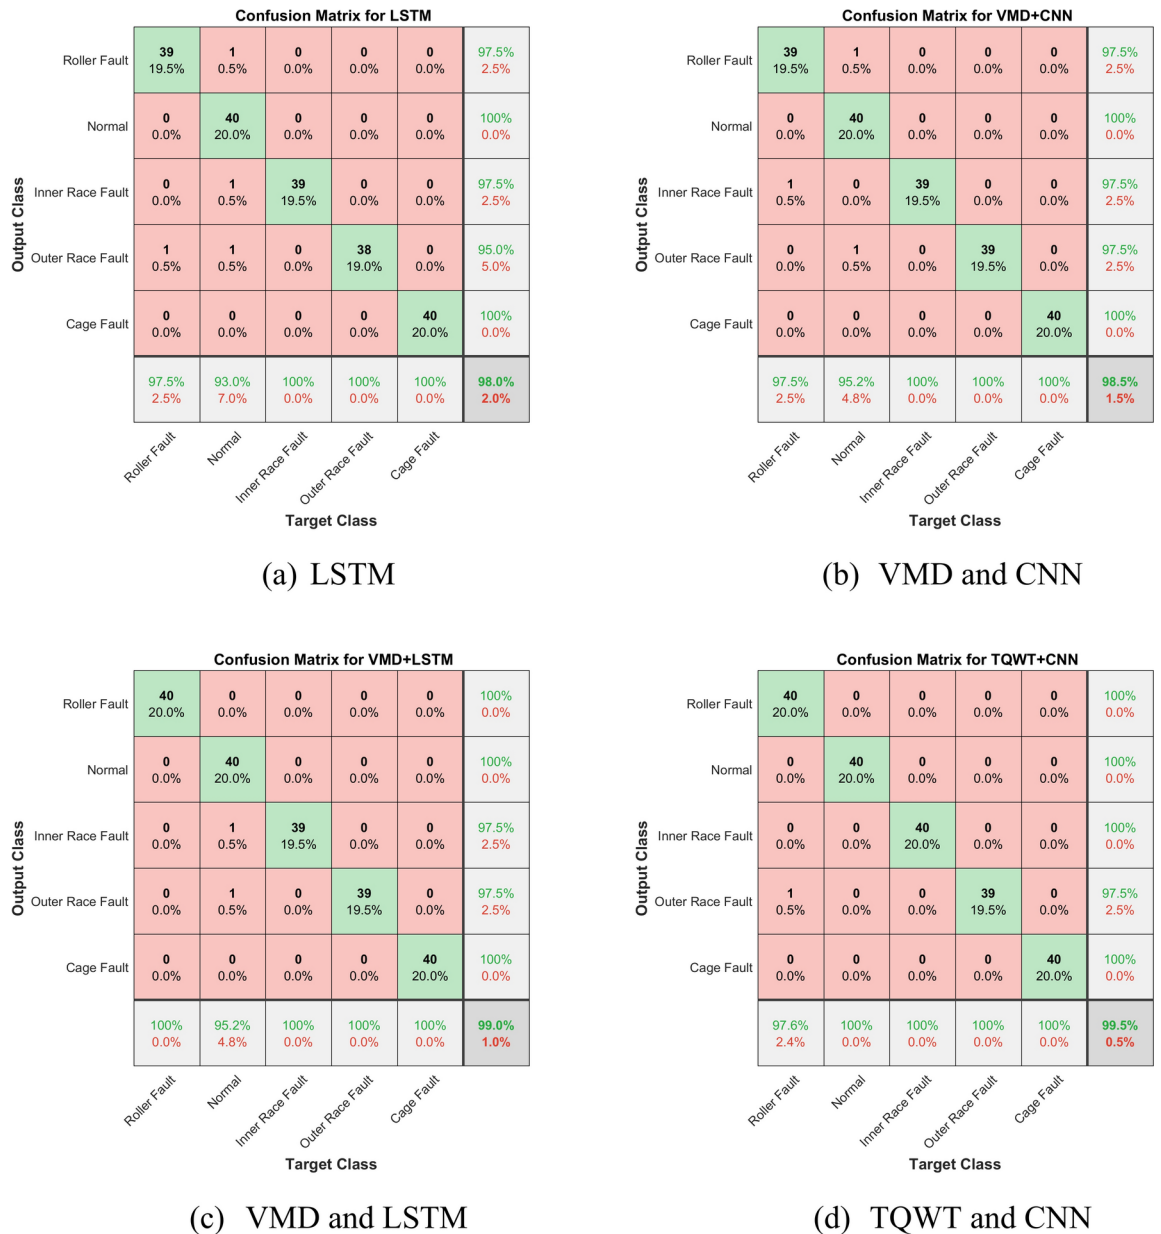 Confusion Matrix for LSTM
Roller Fault 39 1 0 0 0 97.5%
19.5% 0.5% 0.0% 0.0% 0.0% 2.5%
Normal 0 40 0 0 0 100%
0.0% 20.0% 0.0% 0.0% 0.0% 0.0%
Inner Race Fault 0 1 39 0 0 97.5%
0.0% 0.5% 19.5% 0.0% 0.0% 2.5%
Outer Race Fault 1 1 0 38 0 95.0%
0.5% 0.5% 0.0% 19.0% 0.0% 5.0%
Cage Fault 0 0 0 0 40 100%
0.0% 0.0% 0.0% 0.0% 20.0% 0.0%
97.5% 93.0% 100% 100% 100% 98.0%
2.5% 7.0% 0.0% 0.0% 0.0% 2.0%
Output Class
Roller Fault Normal Inner Race Fault Outer Race Fault Cage Fault
Target Class
(a) LSTM
Confusion Matrix for VMD+CNN
Roller Fault 39 1 0 0 0 97.5%
19.5% 0.5% 0.0% 0.0% 0.0% 2.5%
Normal 0 40 0 0 0 100%
0.0% 20.0% 0.0% 0.0% 0.0% 0.0%
Inner Race Fault 1 0 39 0 0 97.5%
0.5% 0.0% 19.5% 0.0% 0.0% 2.5%
Outer Race Fault 0 1 0 39 0 97.5%
0.0% 0.5% 0.0% 19.5% 0.0% 2.5%
Cage Fault 0 0 0 0 40 100%
0.0% 0.0% 0.0% 0.0% 20.0% 0.0%
97.5% 95.2% 100% 100% 100% 98.5%
2.5% 4.8% 0.0% 0.0% 0.0% 1.5%
Output Class
Roller Fault Normal Inner Race Fault Outer Race Fault Cage Fault
Target Class
(b) VMD and CNN
Confusion Matrix for VMD+LSTM
Roller Fault 40 0 0 0 0 100%
20.0% 0.0% 0.0% 0.0% 0.0% 0.0%
Normal 0 40 0 0 0 100%
0.0% 20.0% 0.0% 0.0% 0.0% 0.0%
Inner Race Fault 0 1 39 0 0 97.5%
0.0% 0.5% 19.5% 0.0% 0.0% 2.5%
Outer Race Fault 0 1 0 39 0 97.5%
0.0% 0.5% 0.0% 19.5% 0.0% 2.5%
Cage Fault 0 0 0 0 40 100%
0.0% 0.0% 0.0% 0.0% 20.0% 0.0%
100% 95.2% 100% 100% 100% 99.0%
0.0% 4.8% 0.0% 0.0% 0.0% 1.0%
Output Class
Roller Fault Normal Inner Race Fault Outer Race Fault Cage Fault
Target Class
(c) VMD and LSTM
Confusion Matrix for TQWT+CNN
Roller Fault 40 0 0 0 0 100%
20.0% 0.0% 0.0% 0.0% 0.0% 0.0%
Normal 0 40 0 0 0 100%
0.0% 20.0% 0.0% 0.0% 0.0% 0.0%
Inner Race Fault 0 0 40 0 0 100%
0.0% 0.0% 20.0% 0.0% 0.0% 0.0%
Outer Race Fault 1 0 0 39 0 97.5%
0.5% 0.0% 0.0% 19.5% 0.0% 2.5%
Cage Fault 0 0 0 0 40 100%
0.0% 0.0% 0.0% 0.0% 20.0% 0.0%
97.6% 100% 100% 100% 100% 99.5%
2.4% 0.0% 0.0% 0.0% 0.0% 0.5%
Output Class
Roller Fault Normal Inner Race Fault Outer Race Fault Cage Fault
Target Class
(d) TQWT and CNN